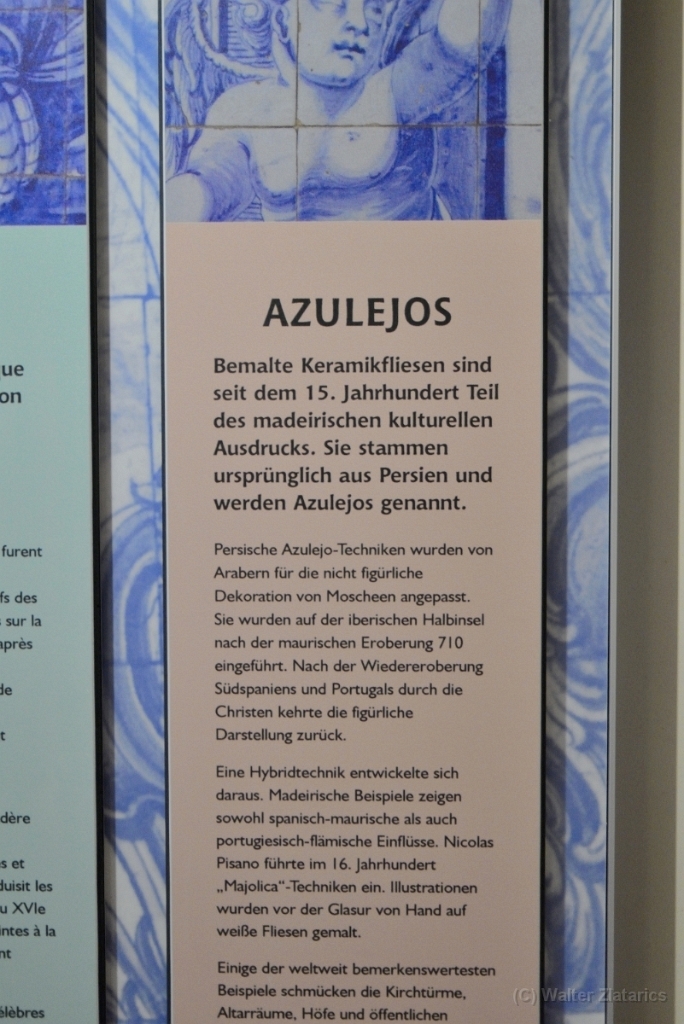 que
on
furent
fs des
sur la
après
de
t
dère
s et
duisit les
u XVIe
intes à la
nt
élèbres
AZULEJOS
Bemalte Keramikfliesen sind
seit dem 15. Jahrhundert Teil
des madeirischen kulturellen
Ausdrucks. Sie stammen
ursprünglich aus Persien und
werden Azulejos genannt.
Persische Azulejo-Techniken wurden von
Arabern für die nicht figürliche
Dekoration von Moscheen angepasst.
Sie wurden auf der iberischen Halbinsel
nach der maurischen Eroberung 710
eingeführt. Nach der Wiedereroberung
Südspaniens und Portugals durch die
Christen kehrte die figürliche
Darstellung zurück.
Eine Hybridtechnik entwickelte sich
daraus. Madeirische Beispiele zeigen
sowohl spanisch-maurische als auch
portugiesisch-flämische Einflüsse. Nicolas
Pisano führte im 16. Jahrhundert
„Majolica“-Techniken ein. Illustrationen
wurden vor der Glasur von Hand auf
weiße Fliesen gemalt.
Einige der weltweit bemerkenswertesten
Beispiele schmücken die Kirchtürme,
Altarräume, Höfe und öffentlichen
(C) Walter Zlatarics